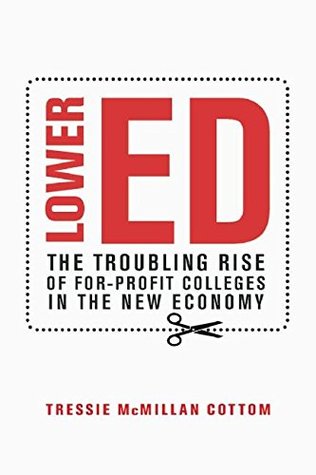 LOWER
ED
THE TROUBLING RISE
OF FOR-PROFIT COLLEGES
IN THE NEW ECONOMY
TRESSIE McMILLAN COTTOM